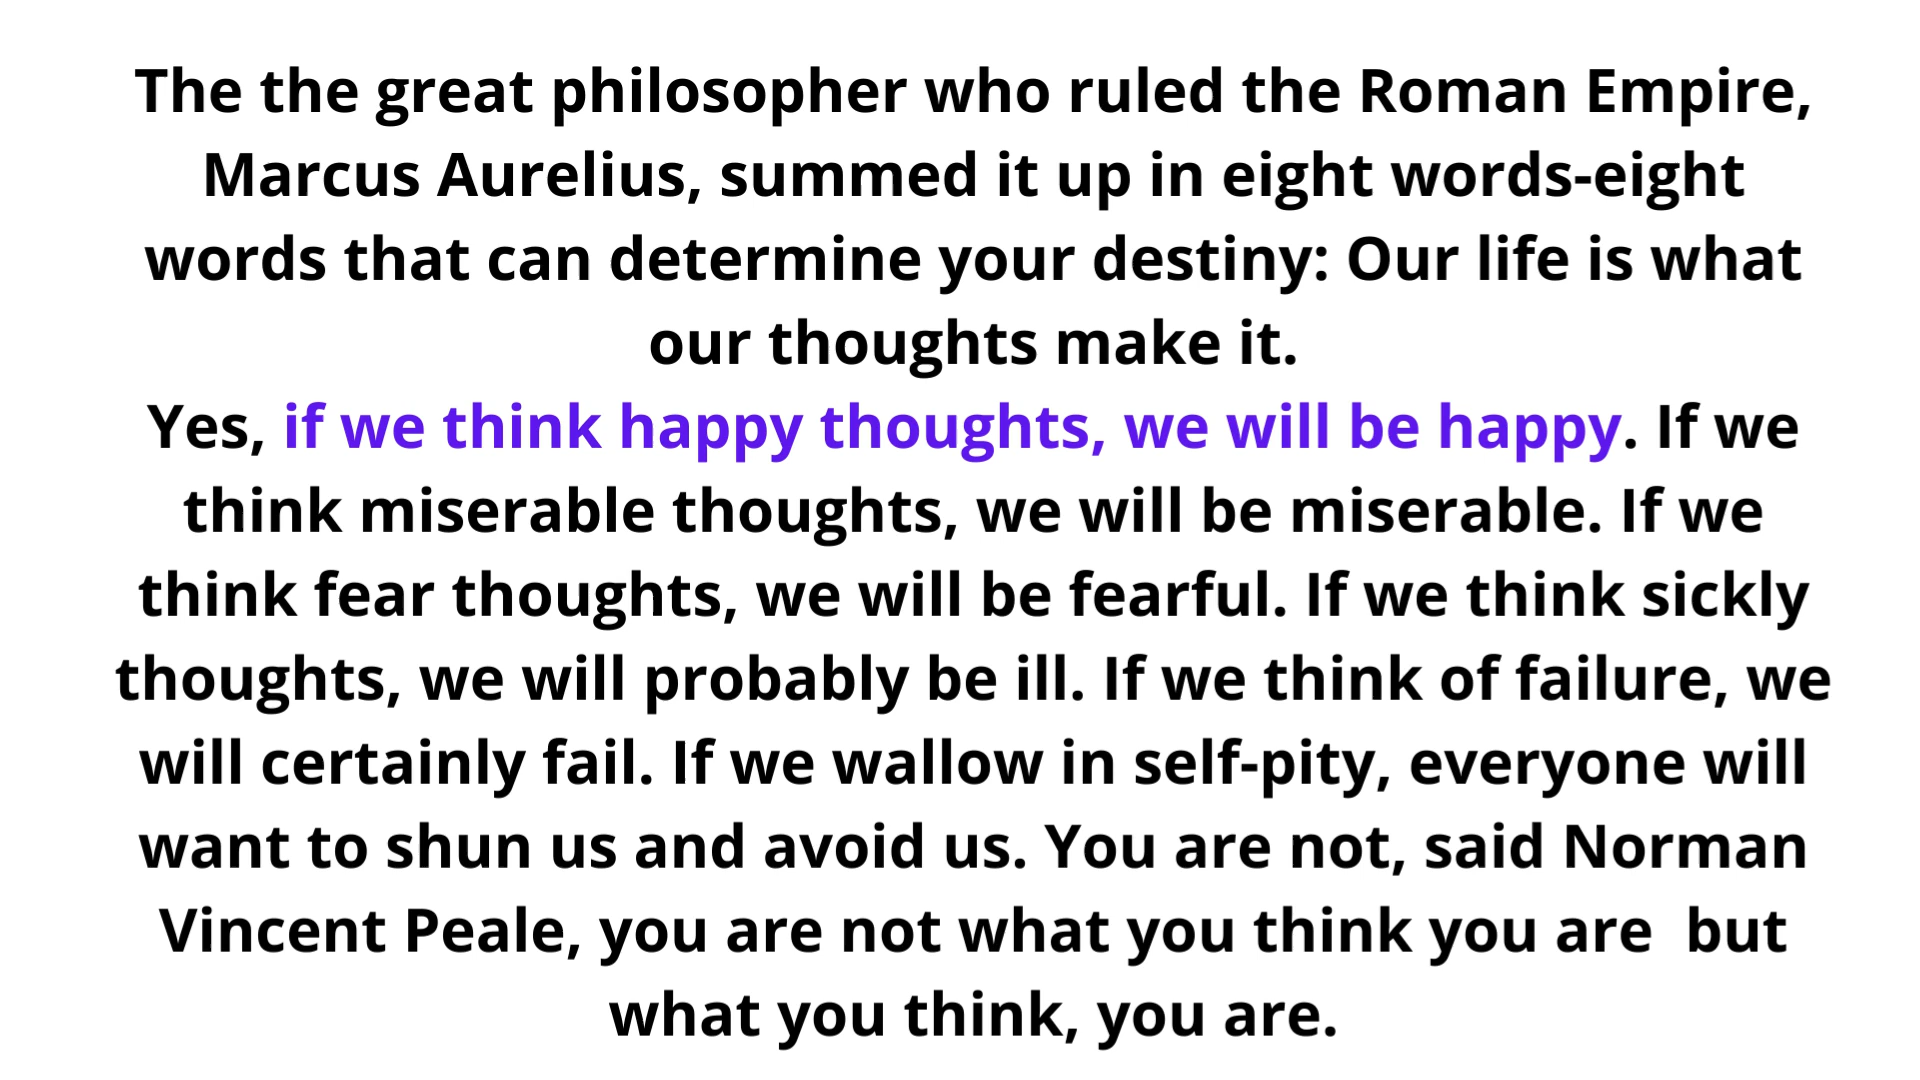 The the great philosopher who ruled the Roman Empire,
Marcus Aurelius, summed it up in eight words-eight
words that can determine your destiny: Our life is what
our thoughts make it.
Yes, if we think happy thoughts, we will be happy. If we
think miserable thoughts, we will be miserable. If we
think fear thoughts, we will be fearful. If we think sickly
thoughts, we will probably be ill. If we think of failure, we
will certainly fail. If we wallow in self-pity, everyone will
want to shun us and avoid us. You are not, said Norman
Vincent Peale, you are not what you think you are  but
what you think, you are.